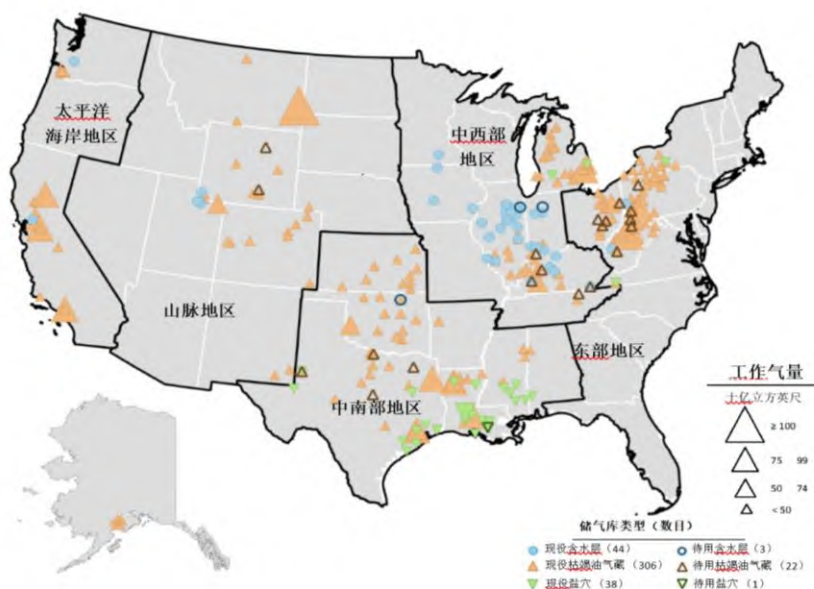 太平洋
海岸地区
中西部
地区
山脉地区
东部地区
中南部地区
工作气量
十亿立方英尺
≥100
75 99
50 74
<50
储气库类型（数目）
现役含水层（44） 待用含水层（3）
现役枯竭油气藏（306） 待用枯竭油气藏（22）
现役盐穴（38） 待用盐穴（1）